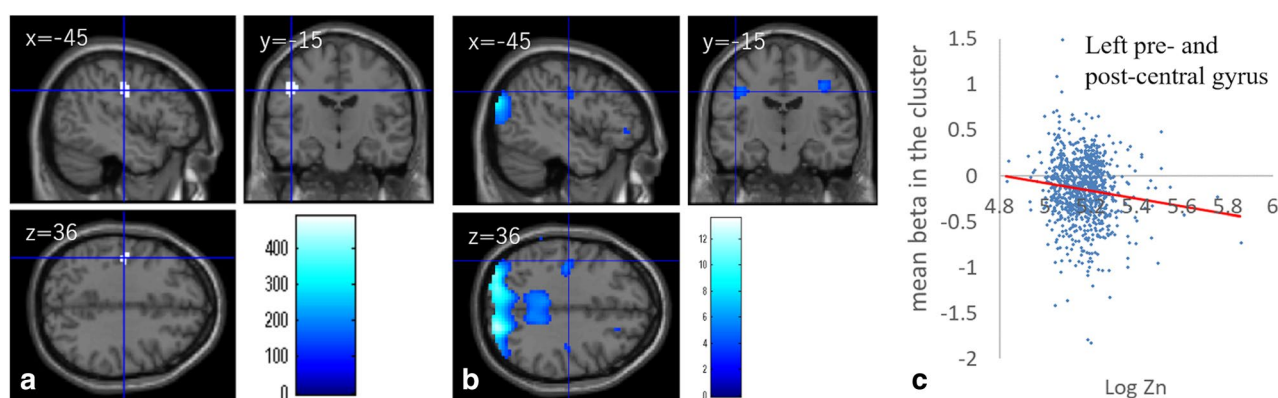 x=-45
y=-15
z=36
400
300
200
100
0
a
x=-45
y=-15
z=36
12
10
8
6
4
2
0
b
mean beta in the cluster
1.5
1
0.5
0
-0.5
-1
-1.5
-2
Left pre- and
post-central gyrus
4.8 5 5.2 5.4 5.6 5.8 6
Log Zn
c